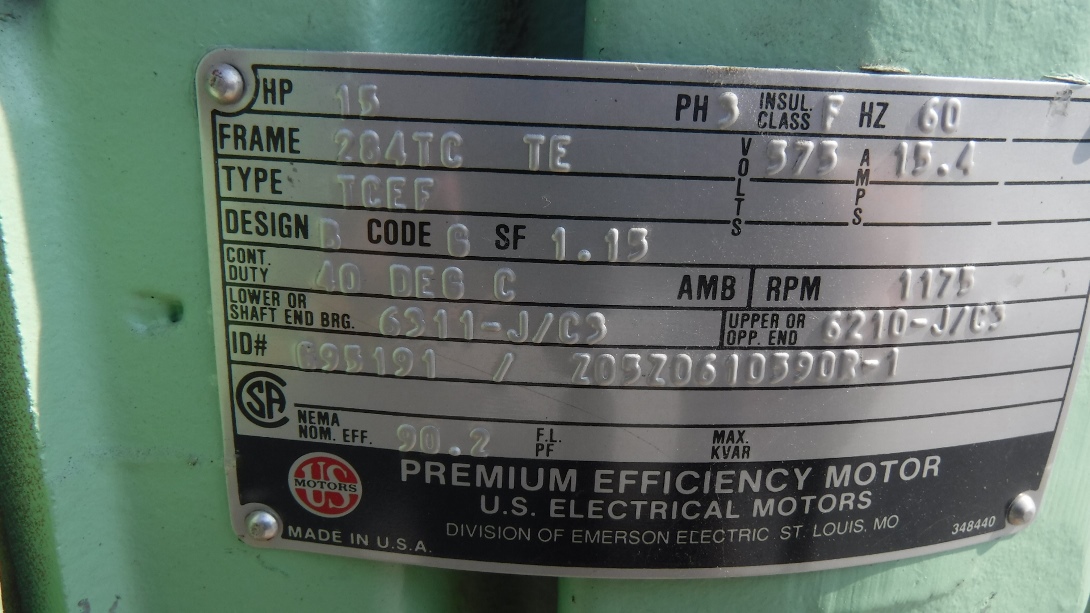 HP 15 PH 3 INSUL. CLASS F HZ 60
FRAME 284TC TE VOLTS 575 AMPS 15.4
TYPE TCEF
DESIGN B CODE G SF 1.15
CONT. DUTY 40 DEG C AMB RPM 1175
LOWER OR SHAFT END BRG. 6311-J/C3 UPPER OR OPP. END 6210-J/C3
ID# G95191 / Z05Z0610590R-1
CSA
NEMA NOM. EFF. 90.2 F.L. PF MAX. KVAR
US MOTORS
PREMIUM EFFICIENCY MOTOR
U.S. ELECTRICAL MOTORS
DIVISION OF EMERSON ELECTRIC ST. LOUIS, MO
MADE IN U.S.A. 348440